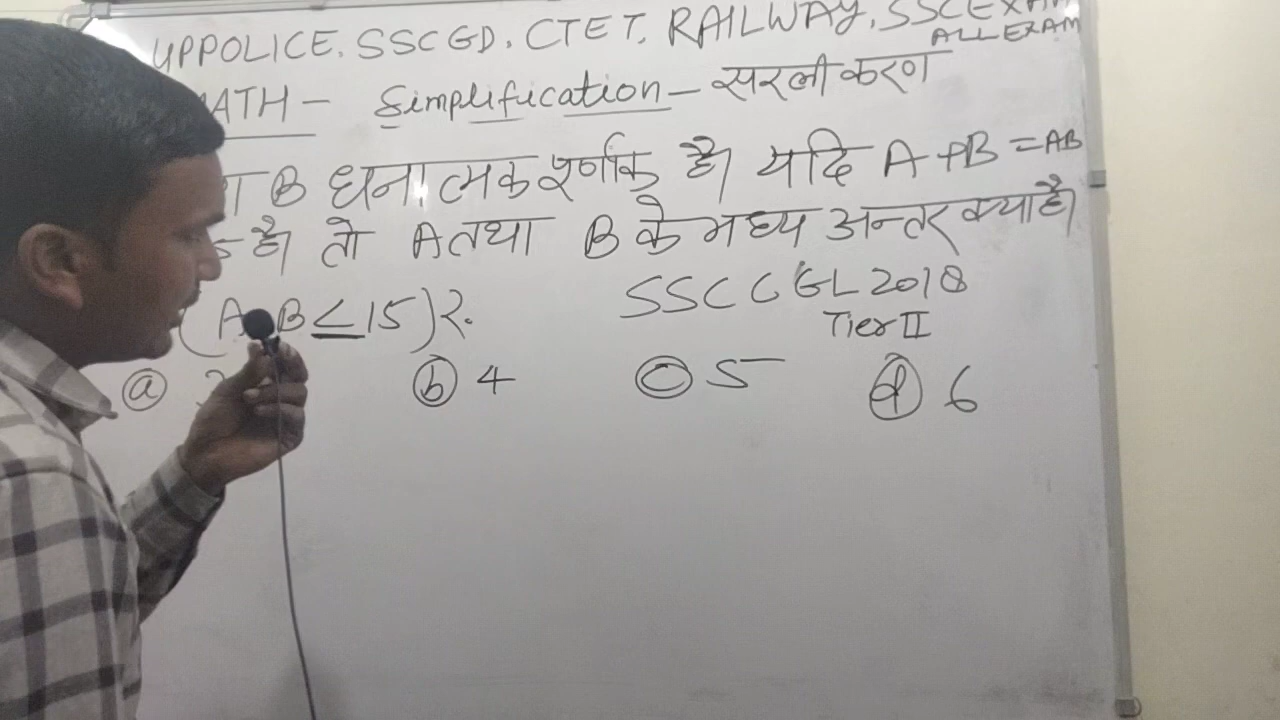 UPPOLICE, SSC GD, CTET, RAILWAY, SSC EXAM
ALL EXAM
MATH - Simplification - सरलीकरण
B धनात्मक पूर्णांक है। यदि A + B = AB
5 है। तो A तथा B के मध्य अन्तर क्या है।
(A B ≤ 15) ?.
SSC CGL 2018
Tier II
ⓐ ⓑ 4 ⓒ 5 ⓓ 6